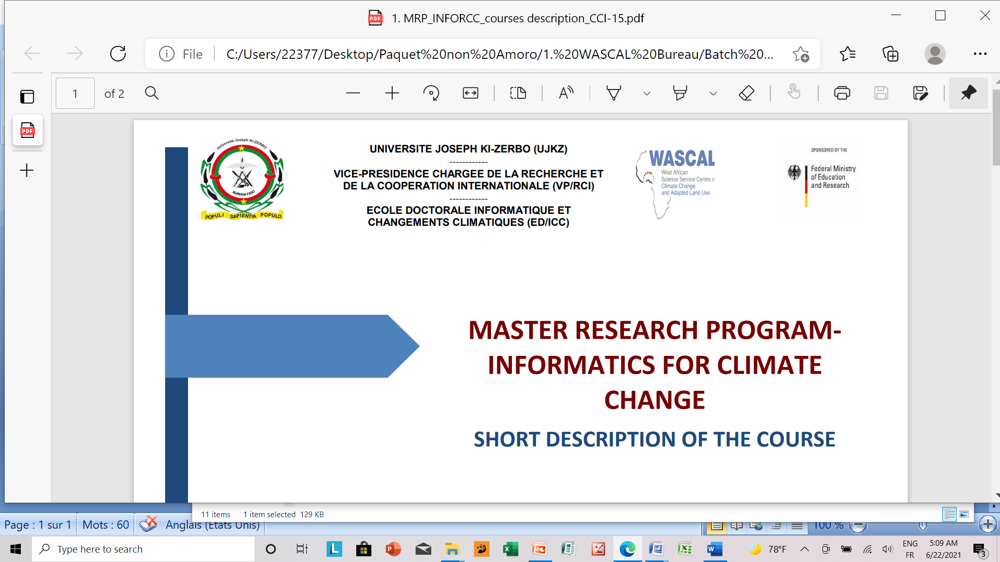 1. MRP_INFORCC_courses description_CCI-15.pdf
File
C:/Users/22377/Desktop/Paquet%20non%20Amoro/1.%20WASCAL%20Bureau/Batch%20...
1 of 2
Université Joseph KI-ZERBO
BURKINA FASO
POPULI SAPIENTIA POPULO
UNIVERSITE JOSEPH KI-ZERBO (UJKZ)
------------
VICE-PRESIDENCE CHARGEE DE LA RECHERCHE ET
DE LA COOPERATION INTERNATIONALE (VP/RCI)
------------
ECOLE DOCTORALE INFORMATIQUE ET
CHANGEMENTS CLIMATIQUES (ED/ICC)
WASCAL
West African
Science Service Centre o
Climate Change
and Adapted Land Use
SPONSORED BY THE
Federal Ministry
of Education
and Research
MASTER RESEARCH PROGRAM-
INFORMATICS FOR CLIMATE
CHANGE
SHORT DESCRIPTION OF THE COURSE
11 items 1 item selected 129 KB
Page : 1 sur 1 Mots : 60 Anglais (États Unis) 100 %
Type here to search
78°F
ENG
FR
5:09 AM
6/22/2021
3